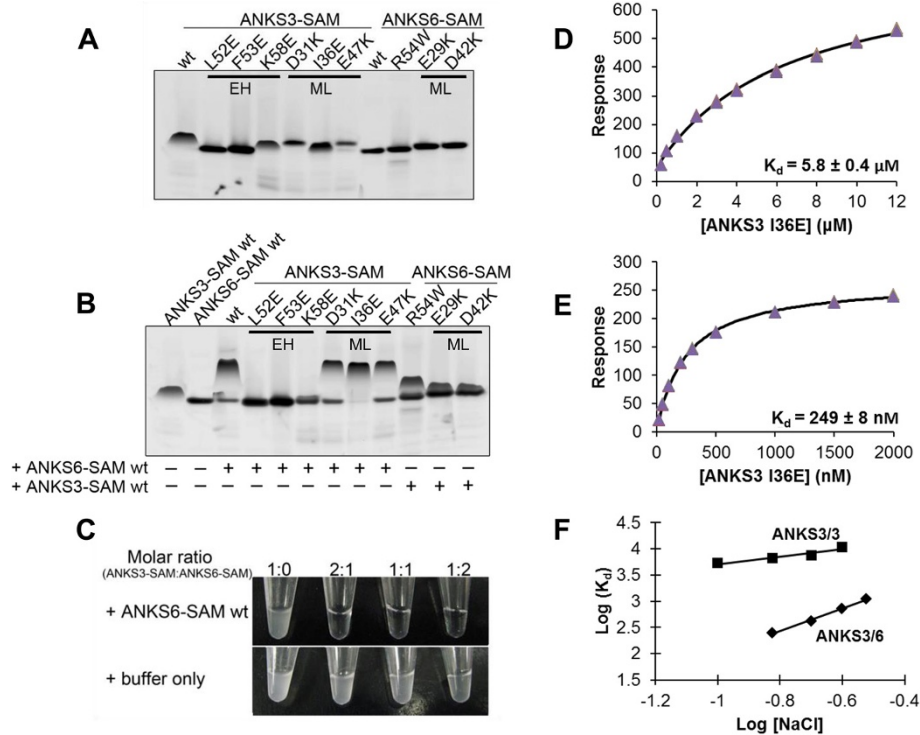 A
ANKS3-SAM ANKS6-SAM
wt L52E F53E K58E D31K I36E E47K wt R54W E29K D42K
EH ML ML
B
ANKS3-SAM wt ANKS6-SAM wt
ANKS3-SAM ANKS6-SAM
wt L52E F53E K58E D31K I36E E47K R54W E29K D42K
EH ML ML
+ ANKS6-SAM wt – – + + + + + + + – – –
+ ANKS3-SAM wt – – – – – – – – – + + +
C
Molar ratio
(ANKS3-SAM:ANKS6-SAM)
1:0 2:1 1:1 1:2
+ ANKS6-SAM wt
+ buffer only
D
Response
600
500
400
300
200
100
0
Kd = 5.8 ± 0.4 µM
0 2 4 6 8 10 12
[ANKS3 I36E] (µM)
E
Response
300
250
200
150
100
50
0
Kd = 249 ± 8 nM
0 500 1000 1500 2000
[ANKS3 I36E] (nM)
F
Log (Kd)
4.5
4
3.5
3
2.5
2
1.5
ANKS3/3
ANKS3/6
-1.2 -1 -0.8 -0.6 -0.4
Log [NaCl]